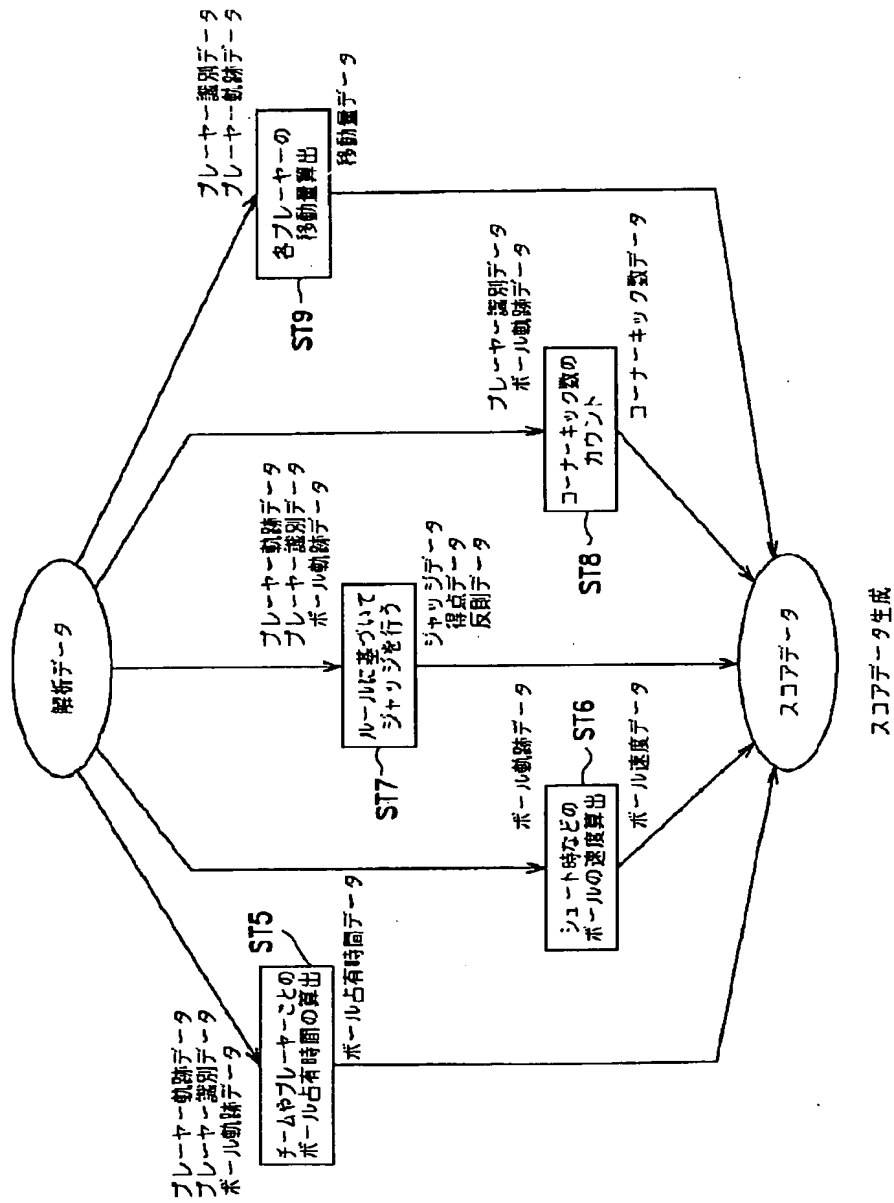 解析データ
プレーヤー軌跡データ
プレーヤー識別データ
ボール軌跡データ
チームやプレーヤーごとの
ボール占有時間の算出
ST5
ボール占有時間データ
ボール軌跡データ
シュート時などの
ボールの速度算出
ST6
ボール速度データ
プレーヤー軌跡データ
プレーヤー識別データ
ボール軌跡データ
ルールに基づいて
ジャッジを行う
ST7
ジャッジデータ
得点データ
反則データ
プレーヤー識別データ
ボール軌跡データ
コーナーキック数の
カウント
ST8
コーナーキック数データ
プレーヤー識別データ
プレーヤー軌跡データ
各プレーヤーの
移動量算出
ST9
移動量データ
スコアデータ
スコアデータ生成